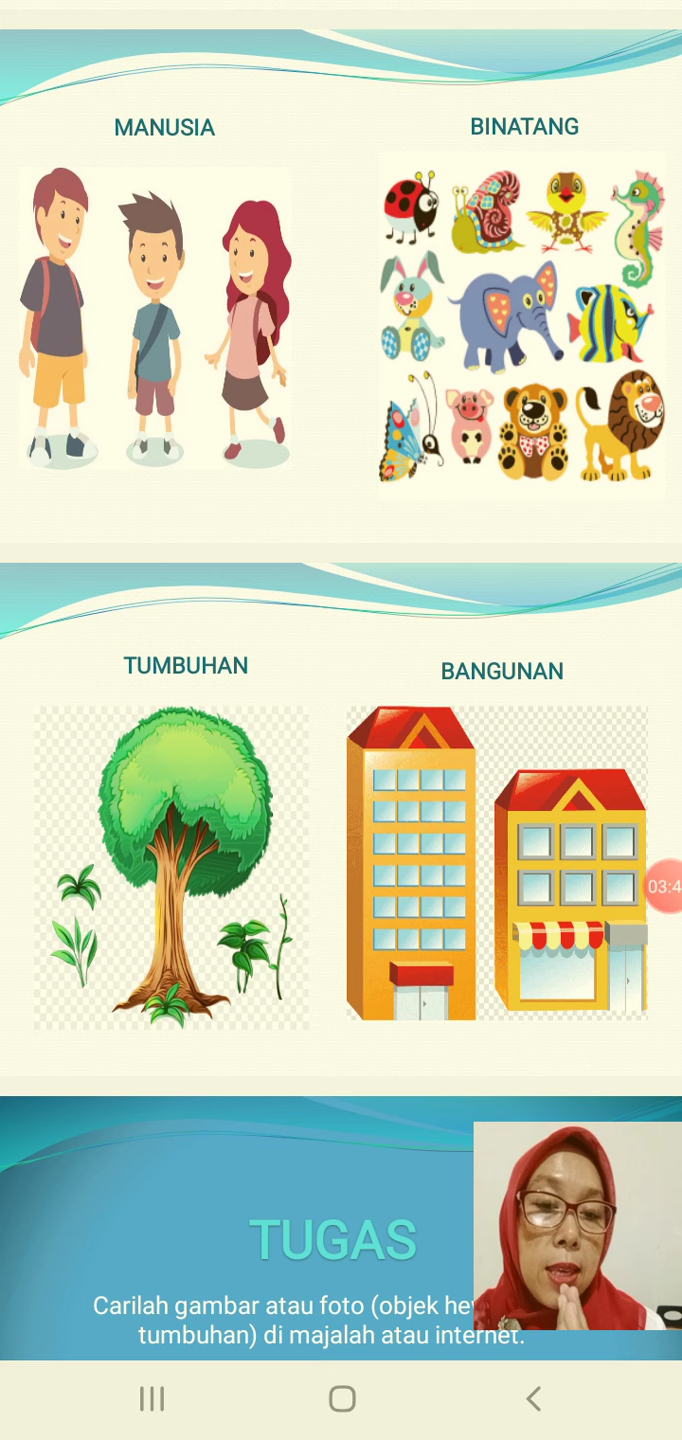 MANUSIA
BINATANG
TUMBUHAN
BANGUNAN
03:4
TUGAS
Carilah gambar atau foto (objek
tumbuhan) di majalah atau internet.